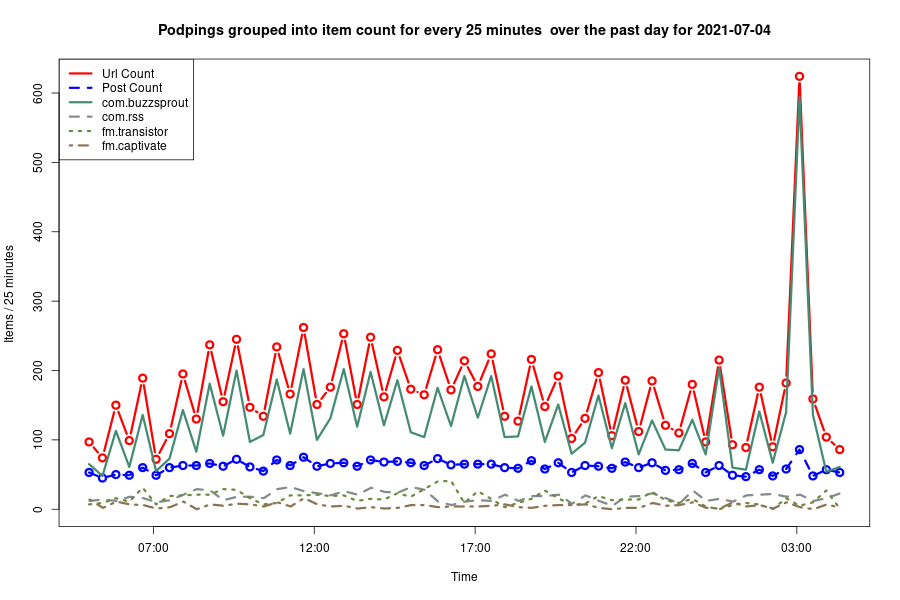 Podpings grouped into item count for every 25 minutes  over the past day for 2021-07-04
Url Count
Post Count
com.buzzsprout
com.rss
fm.transistor
fm.captivate
Items / 25 minutes
600
500
400
300
200
100
0
07:00 12:00 17:00 22:00 03:00
Time